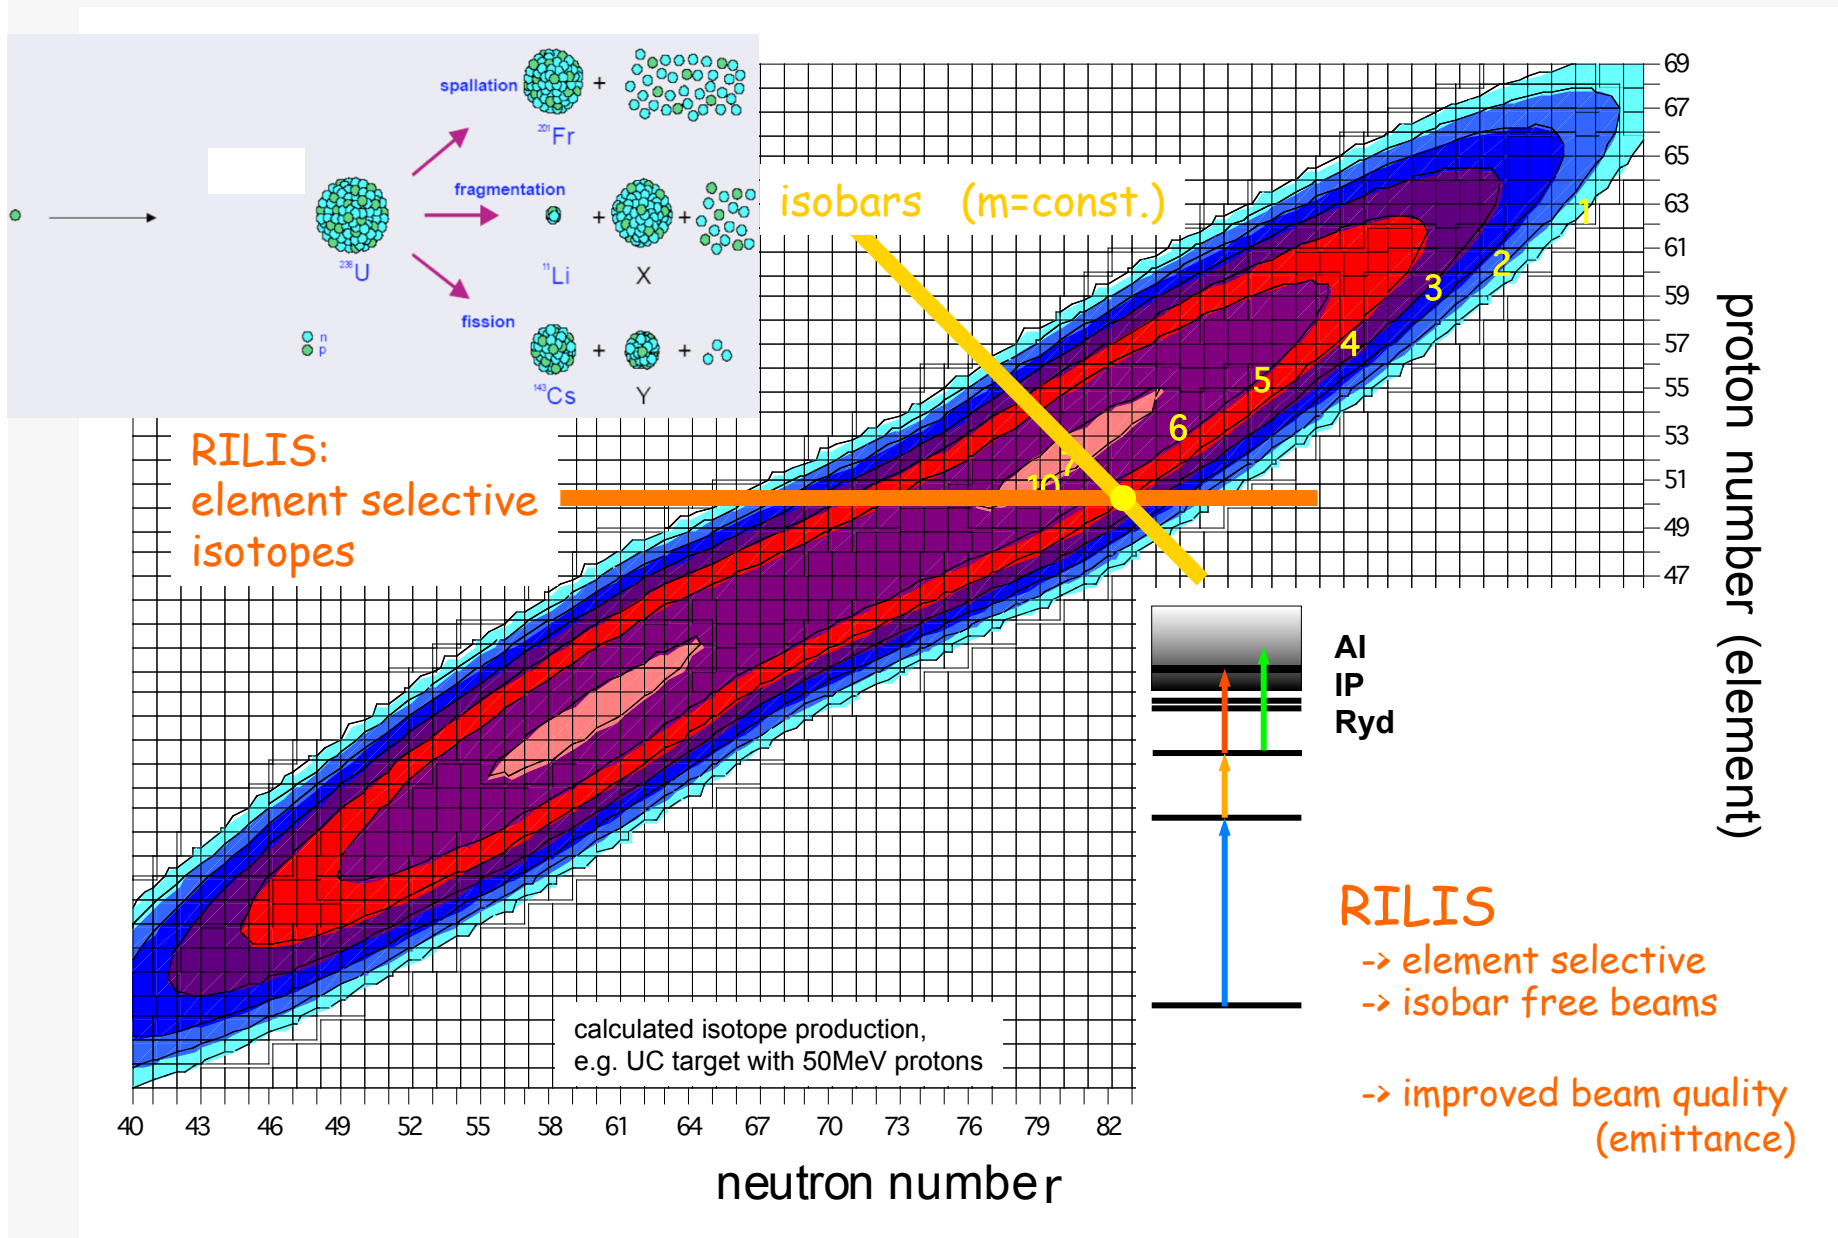 spallation
+
²⁰¹Fr
fragmentation
+
+
²³⁸U
¹¹Li
X
fission
n
p
+
+
¹⁴³Cs
Y
isobars (m=const.)
RILIS:
element selective
isotopes
1
2
3
4
5
6
7
10
69
67
65
63
61
59
57
55
53
51
49
47
proton number (element)
AI
IP
Ryd
RILIS
-> element selective
-> isobar free beams
-> improved beam quality
(emittance)
calculated isotope production,
e.g. UC target with 50MeV protons
40 43 46 49 52 55 58 61 64 67 70 73 76 79 82
neutron number